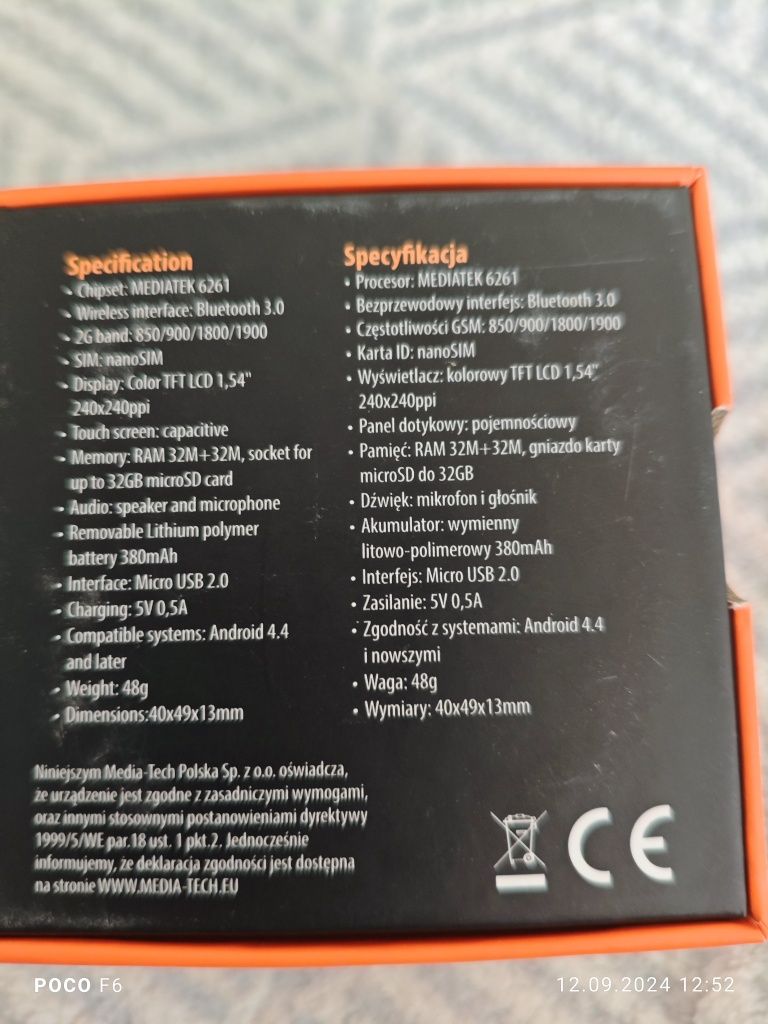 Specification
• Chipset: MEDIATEK 6261
• Wireless interface: Bluetooth 3.0
• 2G band: 850/900/1800/1900
• SIM: nanoSIM
• Display: Color TFT LCD 1,54"
240x240ppi
• Touch screen: capacitive
• Memory: RAM 32M+32M, socket for
up to 32GB microSD card
• Audio: speaker and microphone
• Removable Lithium polymer
battery 380mAh
• Interface: Micro USB 2.0
• Charging: 5V 0,5A
• Compatible systems: Android 4.4
and later
• Weight: 48g
• Dimensions:40x49x13mm
Specyfikacja
• Procesor: MEDIATEK 6261
• Bezprzewodowy interfejs: Bluetooth 3.0
• Częstotliwości GSM: 850/900/1800/1900
• Karta ID: nanoSIM
• Wyświetlacz: kolorowy TFT LCD 1,54"
240x240ppi
• Panel dotykowy: pojemnościowy
• Pamięć: RAM 32M+32M, gniazdo karty
microSD do 32GB
• Dźwięk: mikrofon i głośnik
• Akumulator: wymienny
litowo-polimerowy 380mAh
• Interfejs: Micro USB 2.0
• Zasilanie: 5V 0,5A
• Zgodność z systemami: Android 4.4
i nowszymi
• Waga: 48g
• Wymiary: 40x49x13mm
Niniejszym Media-Tech Polska Sp. z o.o. oświadcza,
że urządzenie jest zgodne z zasadniczymi wymogami,
oraz innymi stosownymi postanowieniami dyrektywy
1999/5/WE par.18 ust. 1 pkt.2. Jednocześnie
informujemy, że deklaracja zgodności jest dostępna
na stronie WWW.MEDIA-TECH.EU
CE
POCO F6
12.09.2024 12:52